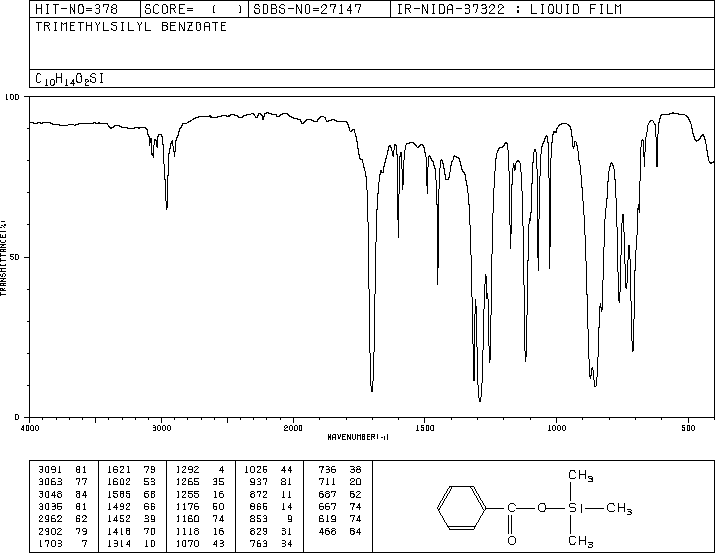 HIT-NO=378 SCORE= ( ) SDBS-NO=27147 IR-NIDA-37322 : LIQUID FILM
TRIMETHYLSILYL BENZOATE
C10H14O2SI
100
50
0
TRANSMITTANCE(%)
4000 3000 2000 1500 1000 500
WAVENUMBER(-1)
3091 81 1621 79 1292 4 1026 44 736 38
3063 77 1602 53 1265 35 937 81 711 20
3048 84 1585 68 1255 16 872 11 687 62
3035 81 1492 66 1176 50 866 14 667 74
2962 62 1452 39 1160 74 853 9 619 74
2902 79 1418 70 1118 16 829 31 468 84
1703 7 1314 10 1070 43 763 34
CH3
C O SI CH3
O CH3